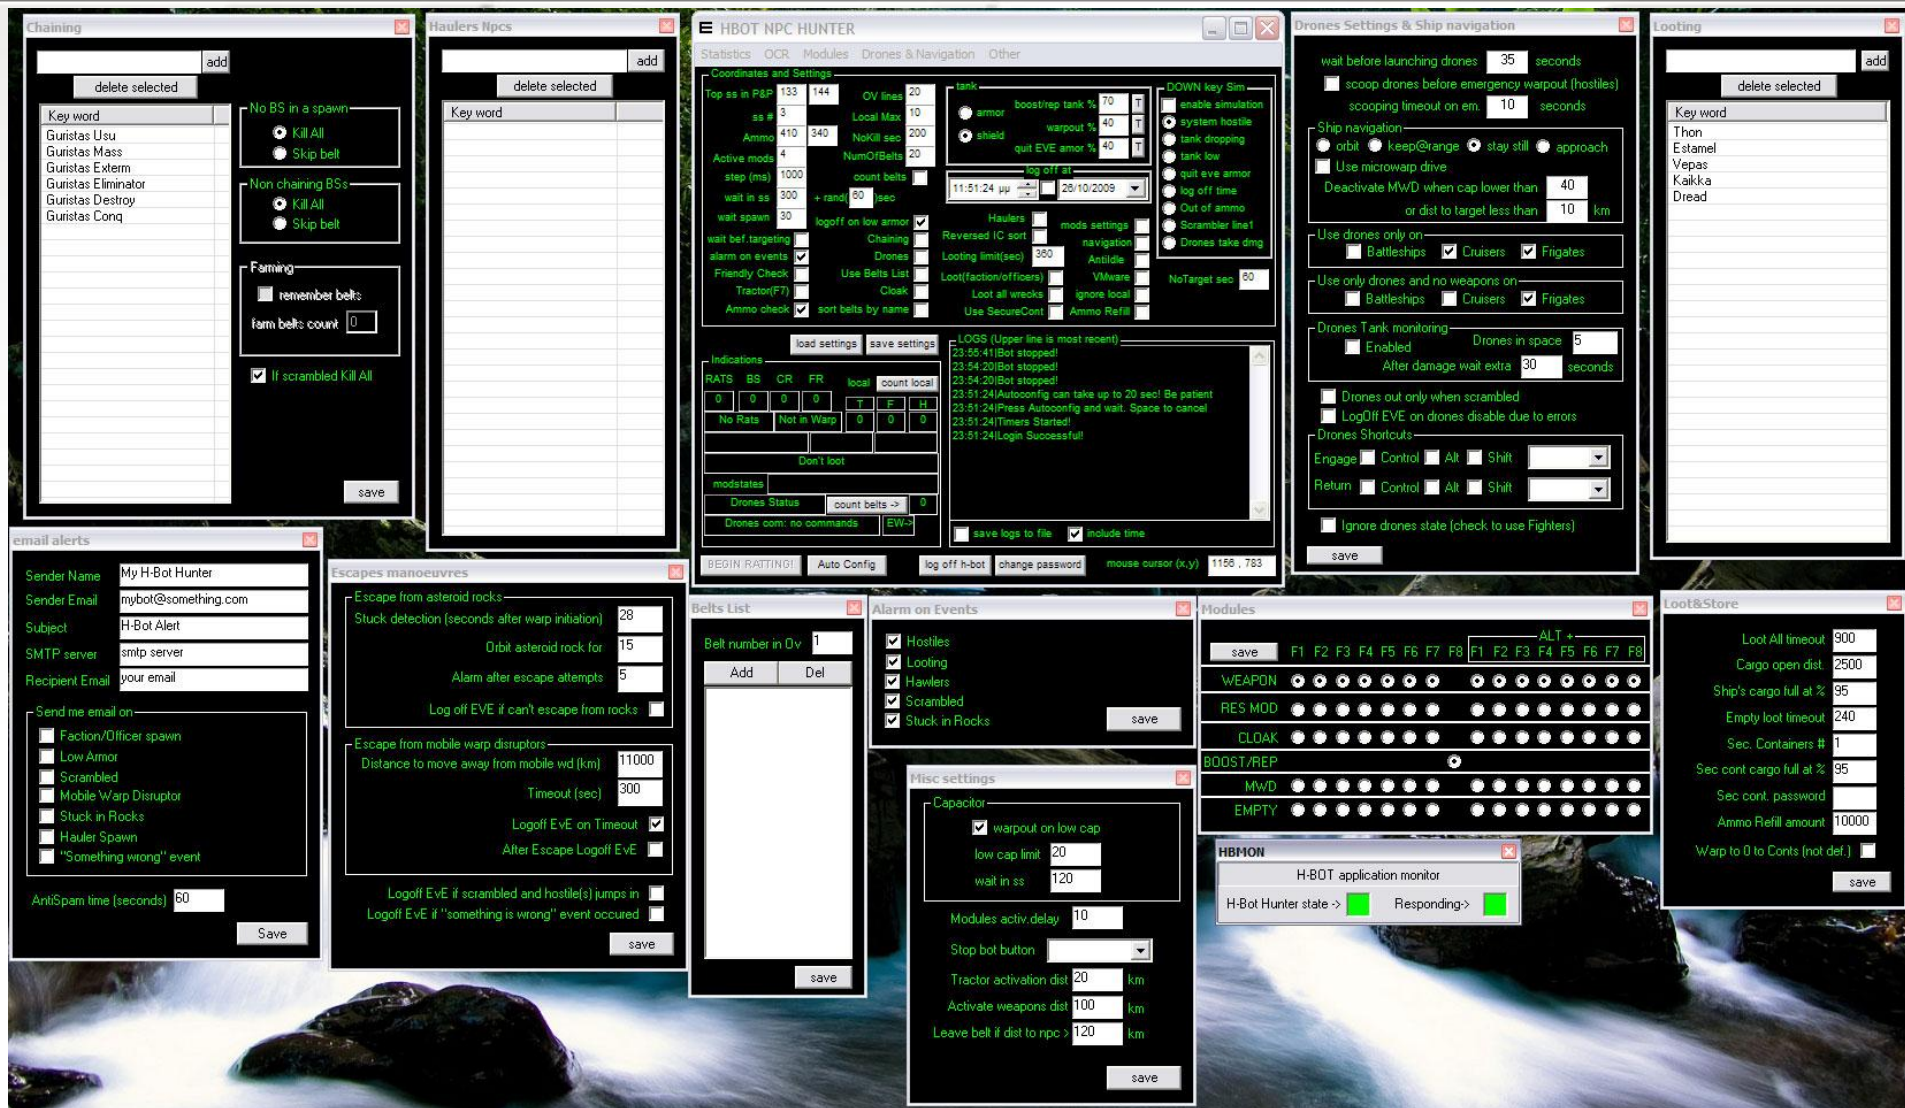 Chaining
add
delete selected
Key word
Guristas Usu
Guristas Mass
Guristas Exterm
Guristas Eliminator
Guristas Destroy
Guristas Conq
No BS in a spawn
Kill All
Skip belt
Non chaining BSs
Kill All
Skip belt
Farming
remember belts
farm belts count 0
If scrambled Kill All
save
Haulers Npcs
add
delete selected
Key word
HBOT NPC HUNTER
Statistics OCR Modules Drones & Navigation Other
Coordinates and Settings
Top ss in P&P 133 144
ss # 3
Ammo 410 340
Active mods 4
step (ms) 1000
wait in ss 300 + rand( 60 )sec
wait spawn 30
OV lines 20
Local Max 10
NoKill sec 200
NumOfBelts 20
count belts
logoff on low armor
wait bef.targeting
Chaining
alarm on events
Drones
Friendly Check
Use Belts List
Tractor(F7)
Cloak
Ammo check
sort belts by name
tank
armor
shield
boost/rep tank % 70 T
warpout % 40 T
quit EVE amor % 40 T
log off at
11:51:24 μμ 26/10/2009
Haulers
mods settings
Reversed IC sort
navigation
Looting limit(sec) 360
AntiIdle
Loot(faction/officers)
VMware
Loot all wrecks
ignore local
Use SecureCont
Ammo Refill
DOWN key Sim
enable simulation
system hostile
tank dropping
tank low
quit eve armor
log off time
Out of ammo
Scrambler line1
Drones take dmg
NoTarget sec 60
load settings save settings
Indications
RATS BS CR FR local count local
0 0 0 0 T F H
No Rats Not in Warp 0 0 0
Don't loot
modstates
Drones Status count belts -> 0
Drones com: no commands EW->
LOGS (Upper line is most recent)
23:55:41|Bot stopped!
23:54:20|Bot stopped!
23:54:20|Bot stopped!
23:51:24|Autoconfig can take up to 20 sec! Be patient
23:51:24|Press Autoconfig and wait. Space to cancel
23:51:24|Timers Started!
23:51:24|Login Successful!
save logs to file include time
BEGIN RATTING! Auto Config log off h-bot change password mouse cursor (x,y) 1156 , 783
Drones Settings & Ship navigation
wait before launching drones 35 seconds
scoop drones before emergency warpout (hostiles)
scooping timeout on em. 10 seconds
Ship navigation
orbit keep@range stay still approach
Use microwarp drive
Deactivate MWD when cap lower than 40
or dist to target less than 10 km
Use drones only on
Battleships Cruisers Frigates
Use only drones and no weapons on
Battleships Cruisers Frigates
Drones Tank monitoring
Enabled Drones in space 5
After damage wait extra 30 seconds
Drones out only when scrambled
LogOff EVE on drones disable due to errors
Drones Shortcuts
Engage Control Alt Shift
Return Control Alt Shift
Ignore drones state (check to use Fighters)
save
Looting
add
delete selected
Key word
Thon
Estamel
Vepas
Kaikka
Dread
email alerts
Sender Name My H-Bot Hunter
Sender Email mybot@something.com
Subject H-Bot Alert
SMTP server smtp server
Recipient Email your email
Send me email on
Faction/Officer spawn
Low Armor
Scrambled
Mobile Warp Disruptor
Stuck in Rocks
Hauler Spawn
"Something wrong" event
AntiSpam time (seconds) 60
Save
Escapes manoeuvres
Escape from asteroid rocks
Stuck detection (seconds after warp initiation) 28
Orbit asteroid rock for 15
Alarm after escape attempts 5
Log off EVE if can't escape from rocks
Escape from mobile warp disruptors
Distance to move away from mobile wd (km) 11000
Timeout (sec) 300
Logoff EvE on Timeout
After Escape Logoff EvE
Logoff EvE if scrambled and hostile(s) jumps in
Logoff EvE if "something is wrong" event occured
save
Belts List
Belt number in Ov 1
Add Del
save
Alarm on Events
Hostiles
Looting
Hawlers
Scrambled
Stuck in Rocks
save
Misc settings
Capacitor
warpout on low cap
low cap limit 20
wait in ss 120
Modules activ.delay 10
Stop bot button
Tractor activation dist 20 km
Activate weapons dist 100 km
Leave belt if dist to npc > 120 km
save
Modules
ALT +
save F1 F2 F3 F4 F5 F6 F7 F8 F1 F2 F3 F4 F5 F6 F7 F8
WEAPON
RES MOD
CLOAK
BOOST/REP
MWD
EMPTY
HBMON
H-BOT application monitor
H-Bot Hunter state -> Responding->
Loot&Store
Loot All timeout 900
Cargo open dist. 2500
Ship's cargo full at % 95
Empty loot timeout 240
Sec. Containers # 1
Sec cont cargo full at % 95
Sec cont. password
Ammo Refill amount 10000
Warp to 0 to Conts (not def.)
save